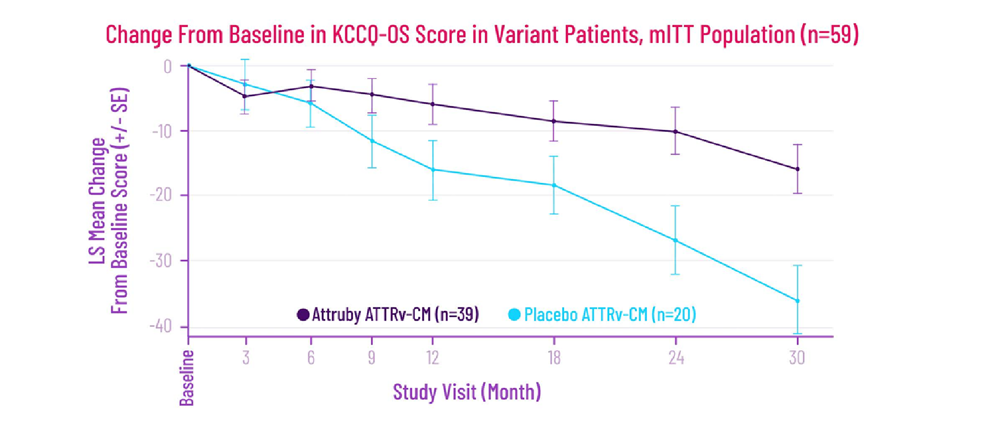 Change From Baseline in KCCQ-OS Score in Variant Patients, mITT Population (n=59)
LS Mean Change
From Baseline Score (+/- SE)
0
-10
-20
-30
-40
Attruby ATTRv-CM (n=39)
Placebo ATTRv-CM (n=20)
Baseline
3
6
9
12
18
24
30
Study Visit (Month)